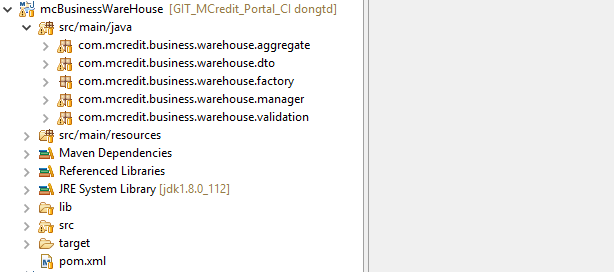 mcBusinessWareHouse [GIT_MCredit_Portal_CI dongtd]
src/main/java
com.mcredit.business.warehouse.aggregate
com.mcredit.business.warehouse.dto
com.mcredit.business.warehouse.factory
com.mcredit.business.warehouse.manager
com.mcredit.business.warehouse.validation
src/main/resources
Maven Dependencies
Referenced Libraries
JRE System Library [jdk1.8.0_112]
lib
src
target
pom.xml